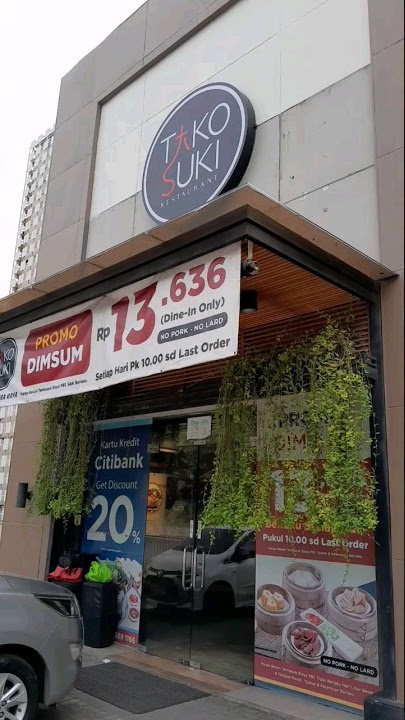 TAKO
SUKI
RESTAURANT
PROMO
DIMSUM
Rp 13.636
(Dine-In Only)
NO PORK - NO LARD
Setiap Hari Pk 10.00 sd Last Order
Kartu Kredit
Citibank
Get Discount
20%
Pukul 10.00 sd Last Order
NO PORK - NO LARD